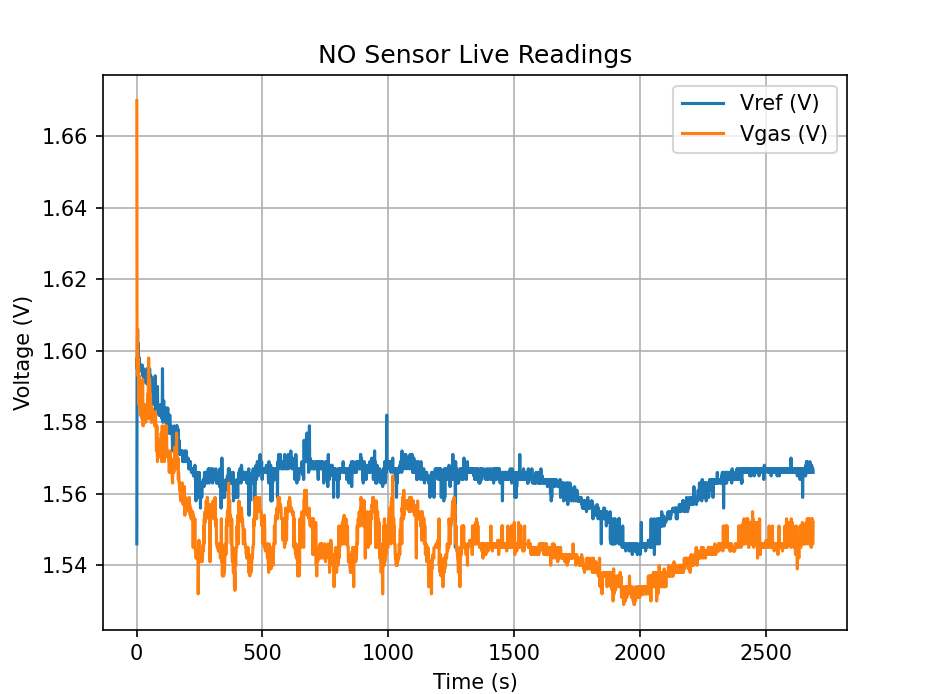 NO Sensor Live Readings
Vref (V)
Vgas (V)
Voltage (V)
1.66
1.64
1.62
1.60
1.58
1.56
1.54
0 500 1000 1500 2000 2500
Time (s)